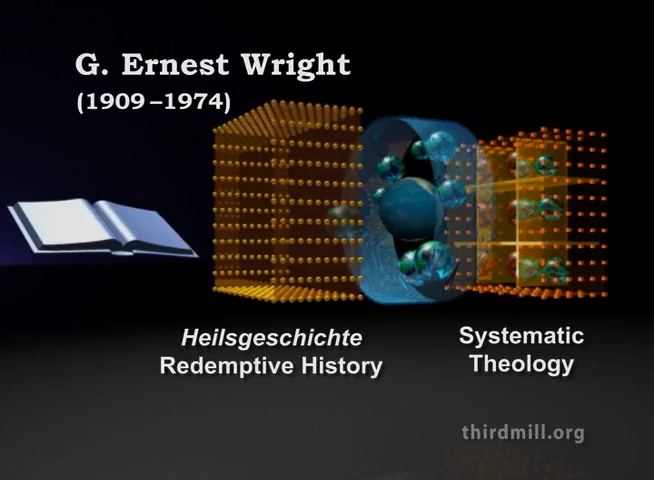 G. Ernest Wright
(1909–1974)
Heilsgeschichte
Redemptive History
Systematic
Theology
thirdmill.org